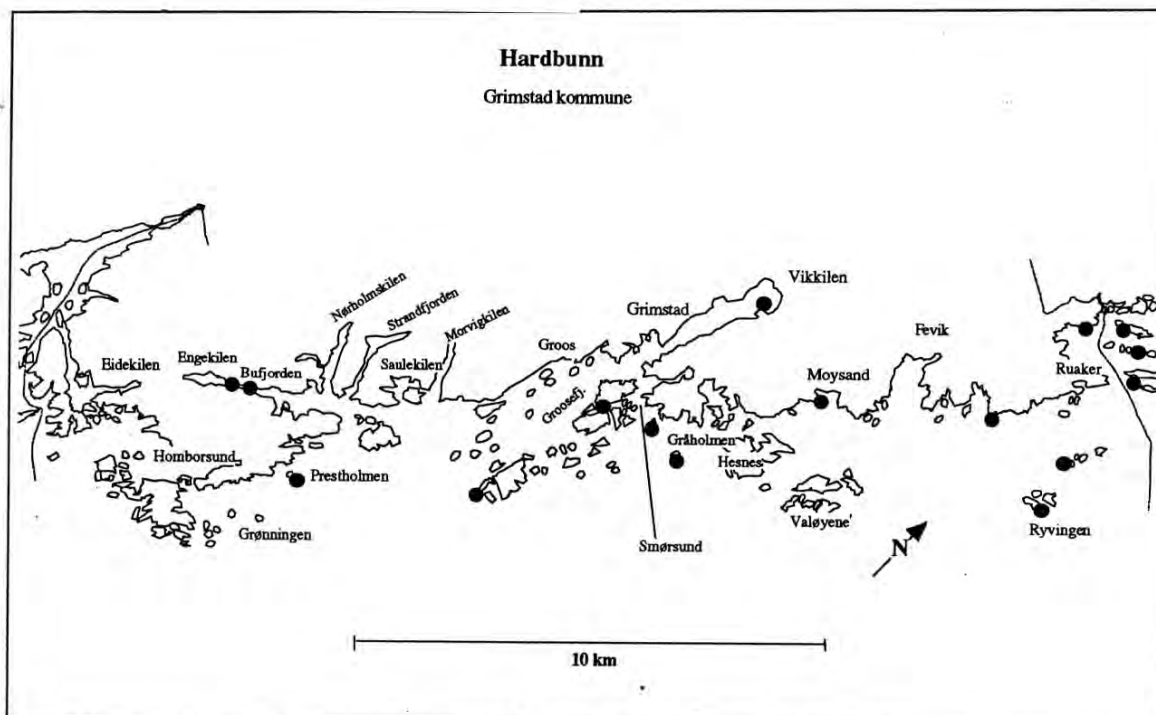 Hardbunn
Grimstad kommune
Nørholmskilen
Strandfjorden
Morvigkilen
Vikkilen
Grimstad
Fevik
Groos
Eidekilen
Engekilen
Bufjorden
Saulekilen
Ruaker
Moysand
Groosefj.
Gråholmen
Homborsund
Hesnes
Prestholmen
Valøyene
Grønningen
Ryvingen
Smørsund
N
10 km